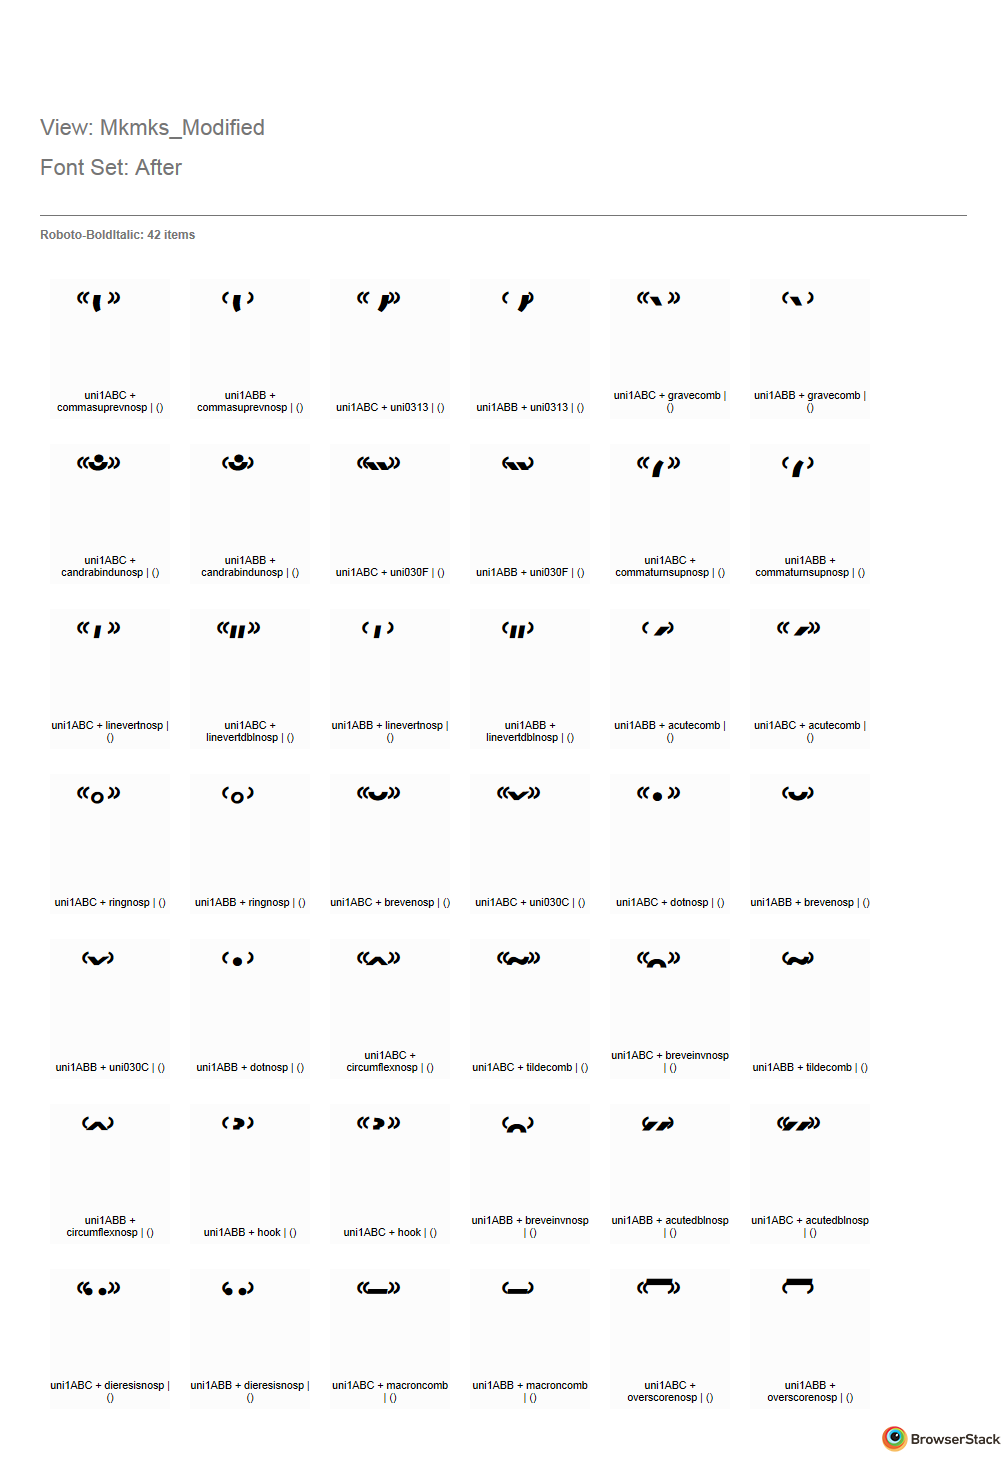 View: Mkmks_Modified
Font Set: After
Roboto-BoldItalic: 42 items
uni1ABC +
commasuprevnosp | ()
uni1ABB +
commasuprevnosp | ()
uni1ABC + uni0313 | ()
uni1ABB + uni0313 | ()
uni1ABC + gravecomb |
()
uni1ABB + gravecomb |
()
uni1ABC +
candrabindunosp | ()
uni1ABB +
candrabindunosp | ()
uni1ABC + uni030F | ()
uni1ABB + uni030F | ()
uni1ABC +
commaturnsupnosp | ()
uni1ABB +
commaturnsupnosp | ()
uni1ABC + linevertnosp |
()
uni1ABC +
linevertdblnosp | ()
uni1ABB + linevertnosp |
()
uni1ABB +
linevertdblnosp | ()
uni1ABB + acutecomb |
()
uni1ABC + acutecomb |
()
uni1ABC + ringnosp | ()
uni1ABB + ringnosp | ()
uni1ABC + brevenosp | ()
uni1ABC + uni030C | ()
uni1ABC + dotnosp | ()
uni1ABB + brevenosp | ()
uni1ABB + uni030C | ()
uni1ABB + dotnosp | ()
uni1ABC +
circumflexnosp | ()
uni1ABC + tildecomb | ()
uni1ABC + breveinvnosp
| ()
uni1ABB + tildecomb | ()
uni1ABB +
circumflexnosp | ()
uni1ABB + hook | ()
uni1ABC + hook | ()
uni1ABB + breveinvnosp
| ()
uni1ABB + acutedblnosp
| ()
uni1ABC + acutedblnosp
| ()
uni1ABC + dieresisnosp |
()
uni1ABB + dieresisnosp |
()
uni1ABC + macroncomb
| ()
uni1ABB + macroncomb
| ()
uni1ABC +
overscorenosp | ()
uni1ABB +
overscorenosp | ()
BrowserStack